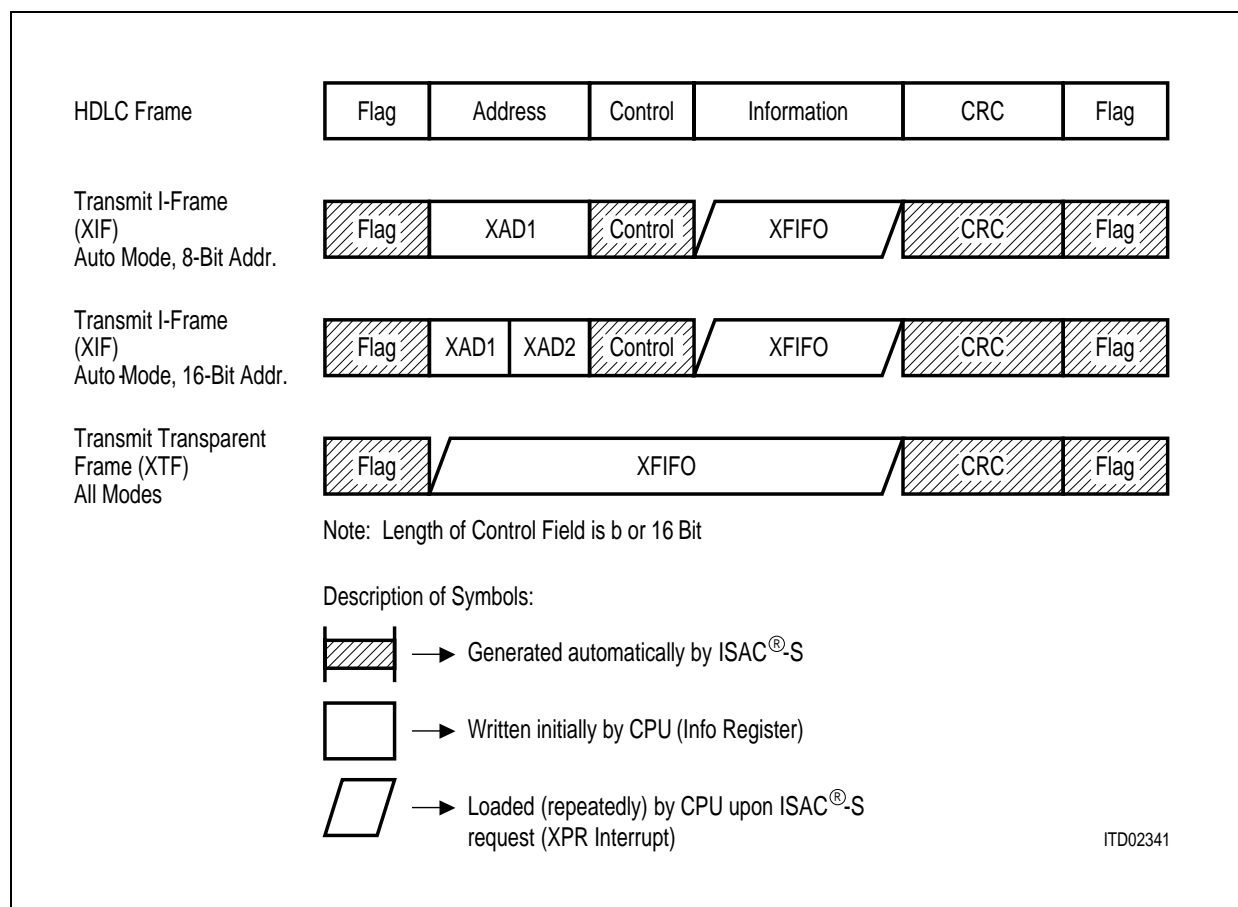 HDLC Frame
Flag Address Control Information CRC Flag
Transmit I-Frame
(XIF)
Auto Mode, 8-Bit Addr.
Flag XAD1 Control XFIFO CRC Flag
Transmit I-Frame
(XIF)
Auto-Mode, 16-Bit Addr.
Flag XAD1 XAD2 Control XFIFO CRC Flag
Transmit Transparent
Frame (XTF)
All Modes
Flag XFIFO CRC Flag
Note: Length of Control Field is b or 16 Bit
Description of Symbols:
Generated automatically by ISAC®-S
Written initially by CPU (Info Register)
Loaded (repeatedly) by CPU upon ISAC®-S
request (XPR Interrupt)
ITD02341